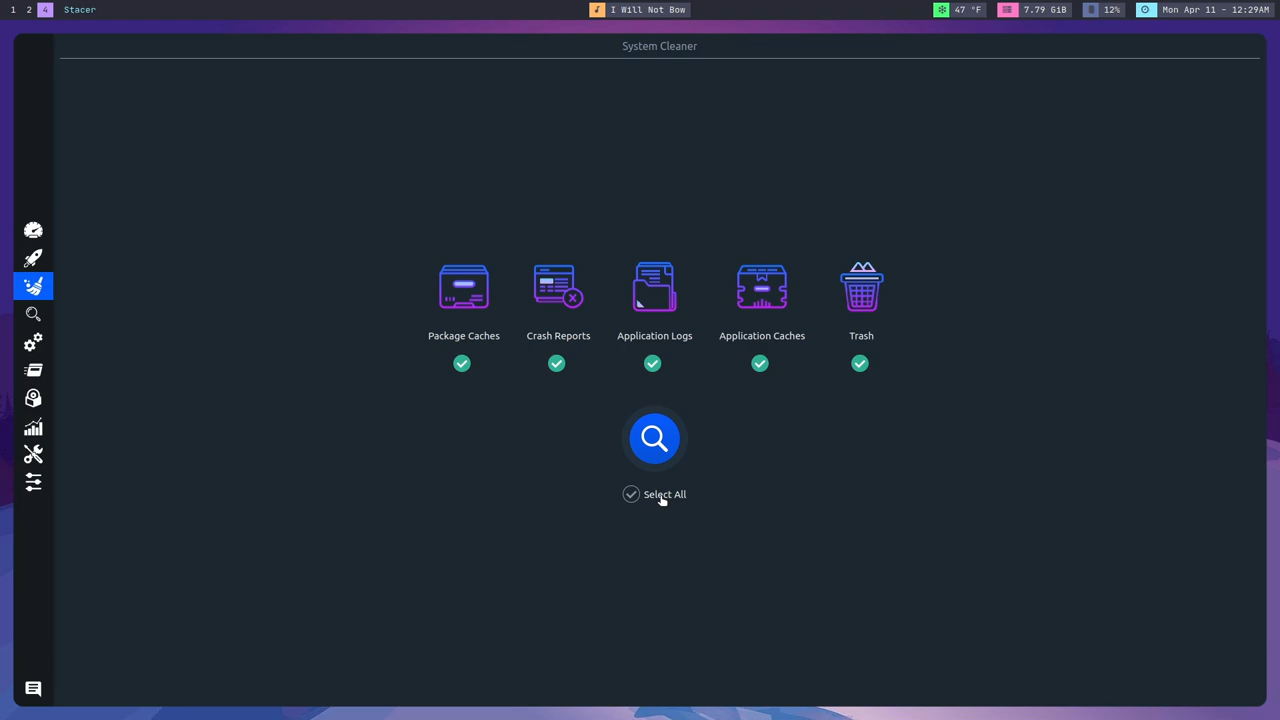 1 2 4 Stacer I Will Not Bow 47 °F 7.79 GiB 12% Mon Apr 11 - 12:29AM
System Cleaner
Package Caches Crash Reports Application Logs Application Caches Trash
Select All